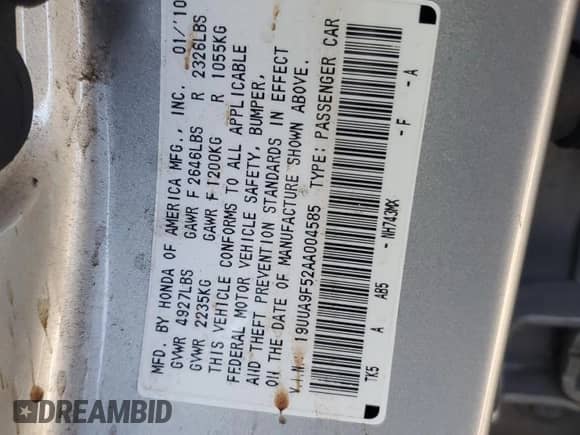 MFD. BY HONDA OF AMERICA MFG., INC. 01/'10
GVWR 4927LBS GAWR F 2646LBS R 2326LBS
GVWR 2235KG GAWR F 1200KG R 1055KG
THIS VEHICLE CONFORMS TO ALL APPLICABLE
FEDERAL MOTOR VEHICLE SAFETY, BUMPER,
AND THEFT PREVENTION STANDARDS IN EFFECT
ON THE DATE OF MANUFACTURE SHOWN ABOVE.
V.I.N. 19UUA9F52AA004585 TYPE: PASSENGER CAR
TK5 A AB5 - NH743MX - F - A
DREAMBID